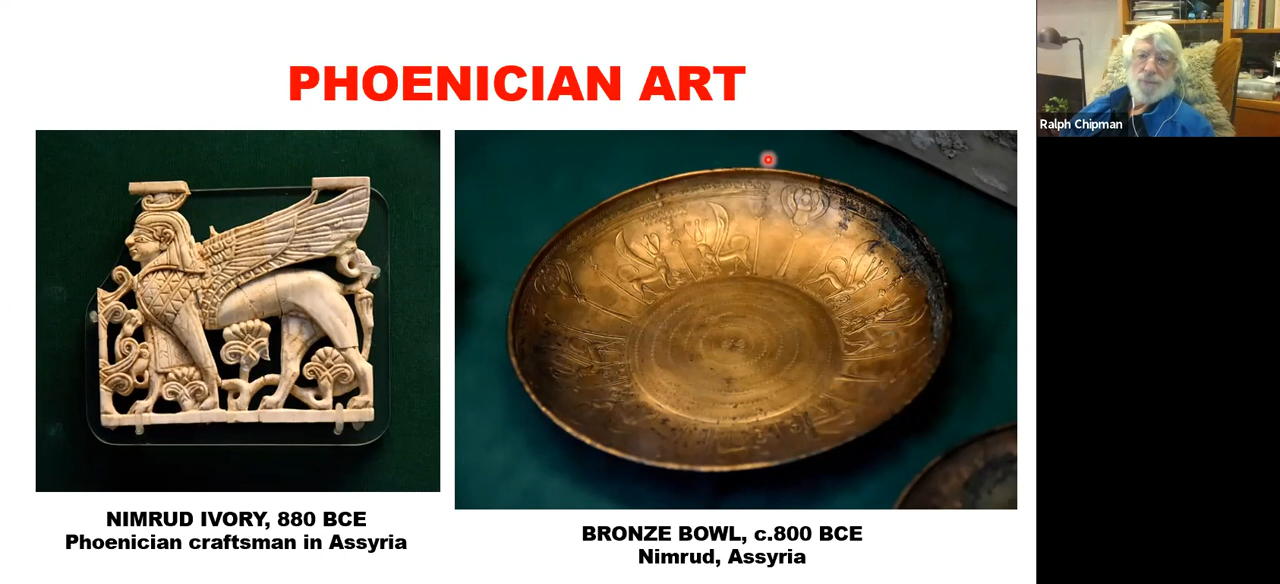 PHOENICIAN ART
Ralph Chipman
NIMRUD IVORY, 880 BCE
Phoenician craftsman in Assyria
BRONZE BOWL, c.800 BCE
Nimrud, Assyria